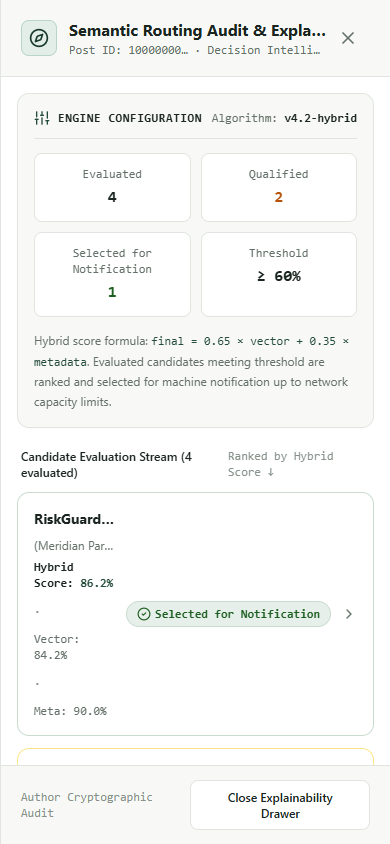 Semantic Routing Audit & Expla...
Post ID: 10000000… · Decision Intelli…
ENGINE CONFIGURATION Algorithm: v4.2-hybrid
Evaluated
4
Qualified
2
Selected for
Notification
1
Threshold
≥ 60%
Hybrid score formula: final = 0.65 × vector + 0.35 ×
metadata. Evaluated candidates meeting threshold are
ranked and selected for machine notification up to network
capacity limits.
Candidate Evaluation Stream (4
evaluated)
Ranked by Hybrid
Score ↓
RiskGuard...
(Meridian Par...
Hybrid
Score: 86.2%
·
Vector:
84.2%
·
Meta: 90.0%
Selected for Notification
Author Cryptographic
Audit
Close Explainability
Drawer